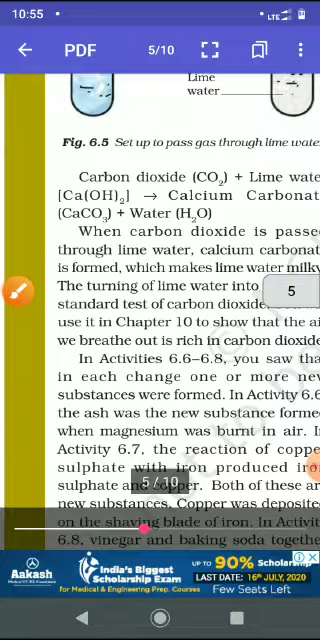 10:55
LTE
PDF
5/10
Lime
water
Fig. 6.5 Set up to pass gas through lime wate
Carbon dioxide (CO2) + Lime wate
[Ca(OH)2] → Calcium Carbonat
(CaCO3) + Water (H2O)
When carbon dioxide is passe
through lime water, calcium carbonat
is formed, which makes lime water milky
The turning of lime water into
5
standard test of carbon dioxide
use it in Chapter 10 to show that the ai
we breathe out is rich in carbon dioxide
In Activities 6.6–6.8, you saw tha
in each change one or more new
substances were formed. In Activity 6.6
the ash was the new substance forme
when magnesium was burnt in air. I
Activity 6.7, the reaction of coppe
sulphate with iron produced iro
5/10
sulphate and copper. Both of these ar
new substances. Copper was deposite
on the shaving blade of iron. In Activit
6.8, vinegar and baking soda togethe
Aakash
India's Biggest
Scholarship Exam
for Medical & Engineering Prep. Courses
UP TO 90% Scholarship
LAST DATE: 16th JULY, 2020
Few Seats Left